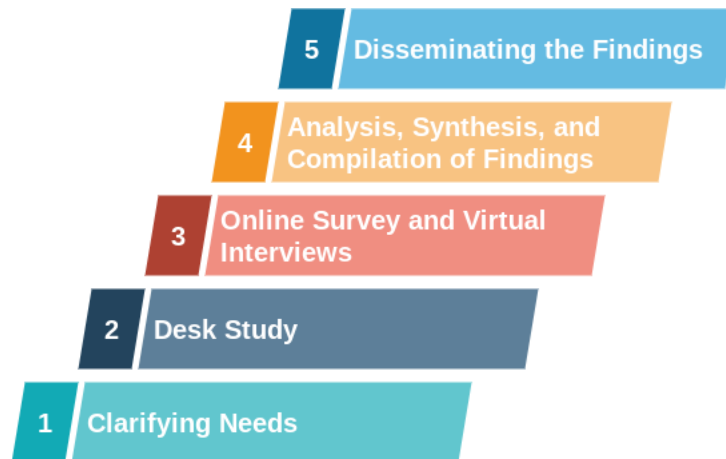 5 Disseminating the Findings
4 Analysis, Synthesis, and
Compilation of Findings
3 Online Survey and Virtual
Interviews
2 Desk Study
1 Clarifying Needs